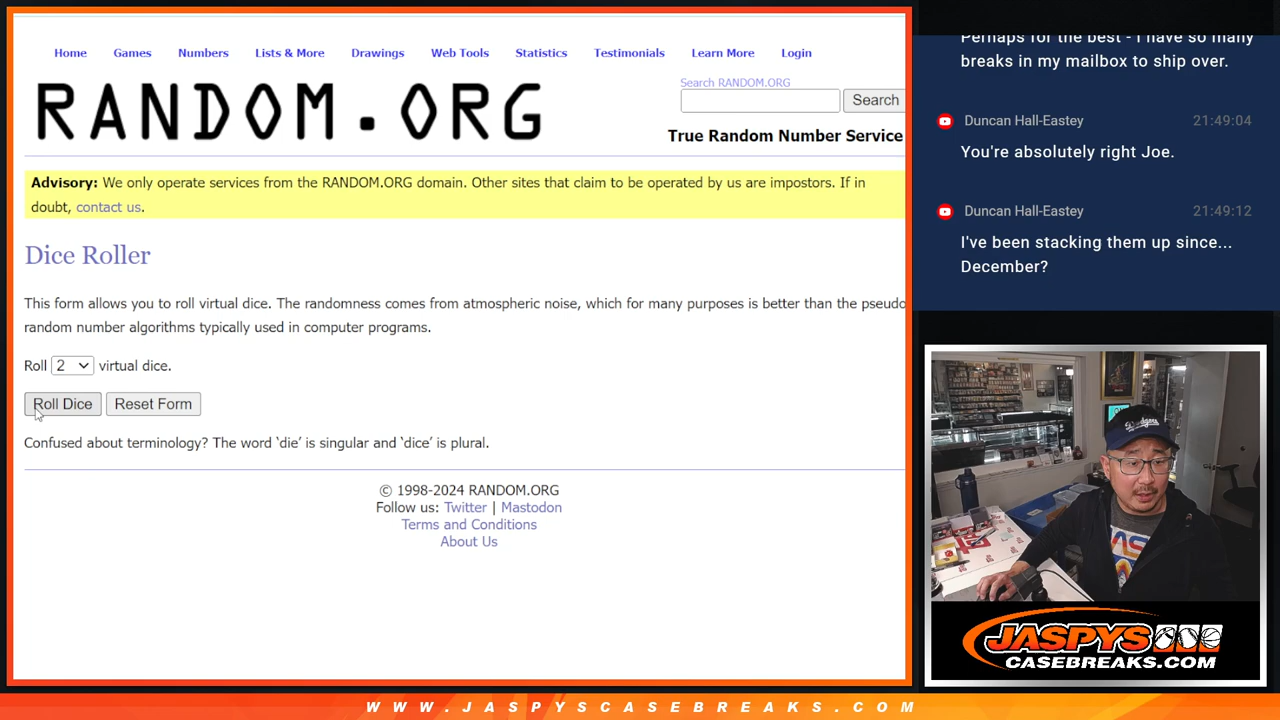 Home Games Numbers Lists & More Drawings Web Tools Statistics Testimonials Learn More Login
RANDOM.ORG
Search RANDOM.ORG
Search
True Random Number Service
Advisory: We only operate services from the RANDOM.ORG domain. Other sites that claim to be operated by us are impostors. If in
doubt, contact us.
Dice Roller
This form allows you to roll virtual dice. The randomness comes from atmospheric noise, which for many purposes is better than the pseudo
random number algorithms typically used in computer programs.
Roll 2 virtual dice.
Roll Dice Reset Form
Confused about terminology? The word ‘die’ is singular and ‘dice’ is plural.
© 1998-2024 RANDOM.ORG
Follow us: Twitter | Mastodon
Terms and Conditions
About Us
Perhaps for the best - I have so many
breaks in my mailbox to ship over.
Duncan Hall-Eastey 21:49:04
You're absolutely right Joe.
Duncan Hall-Eastey 21:49:12
I've been stacking them up since...
December?
Dodgers
JASPYS
CASEBREAKS.COM
WWW.JASPYSCASEBREAKS.COM